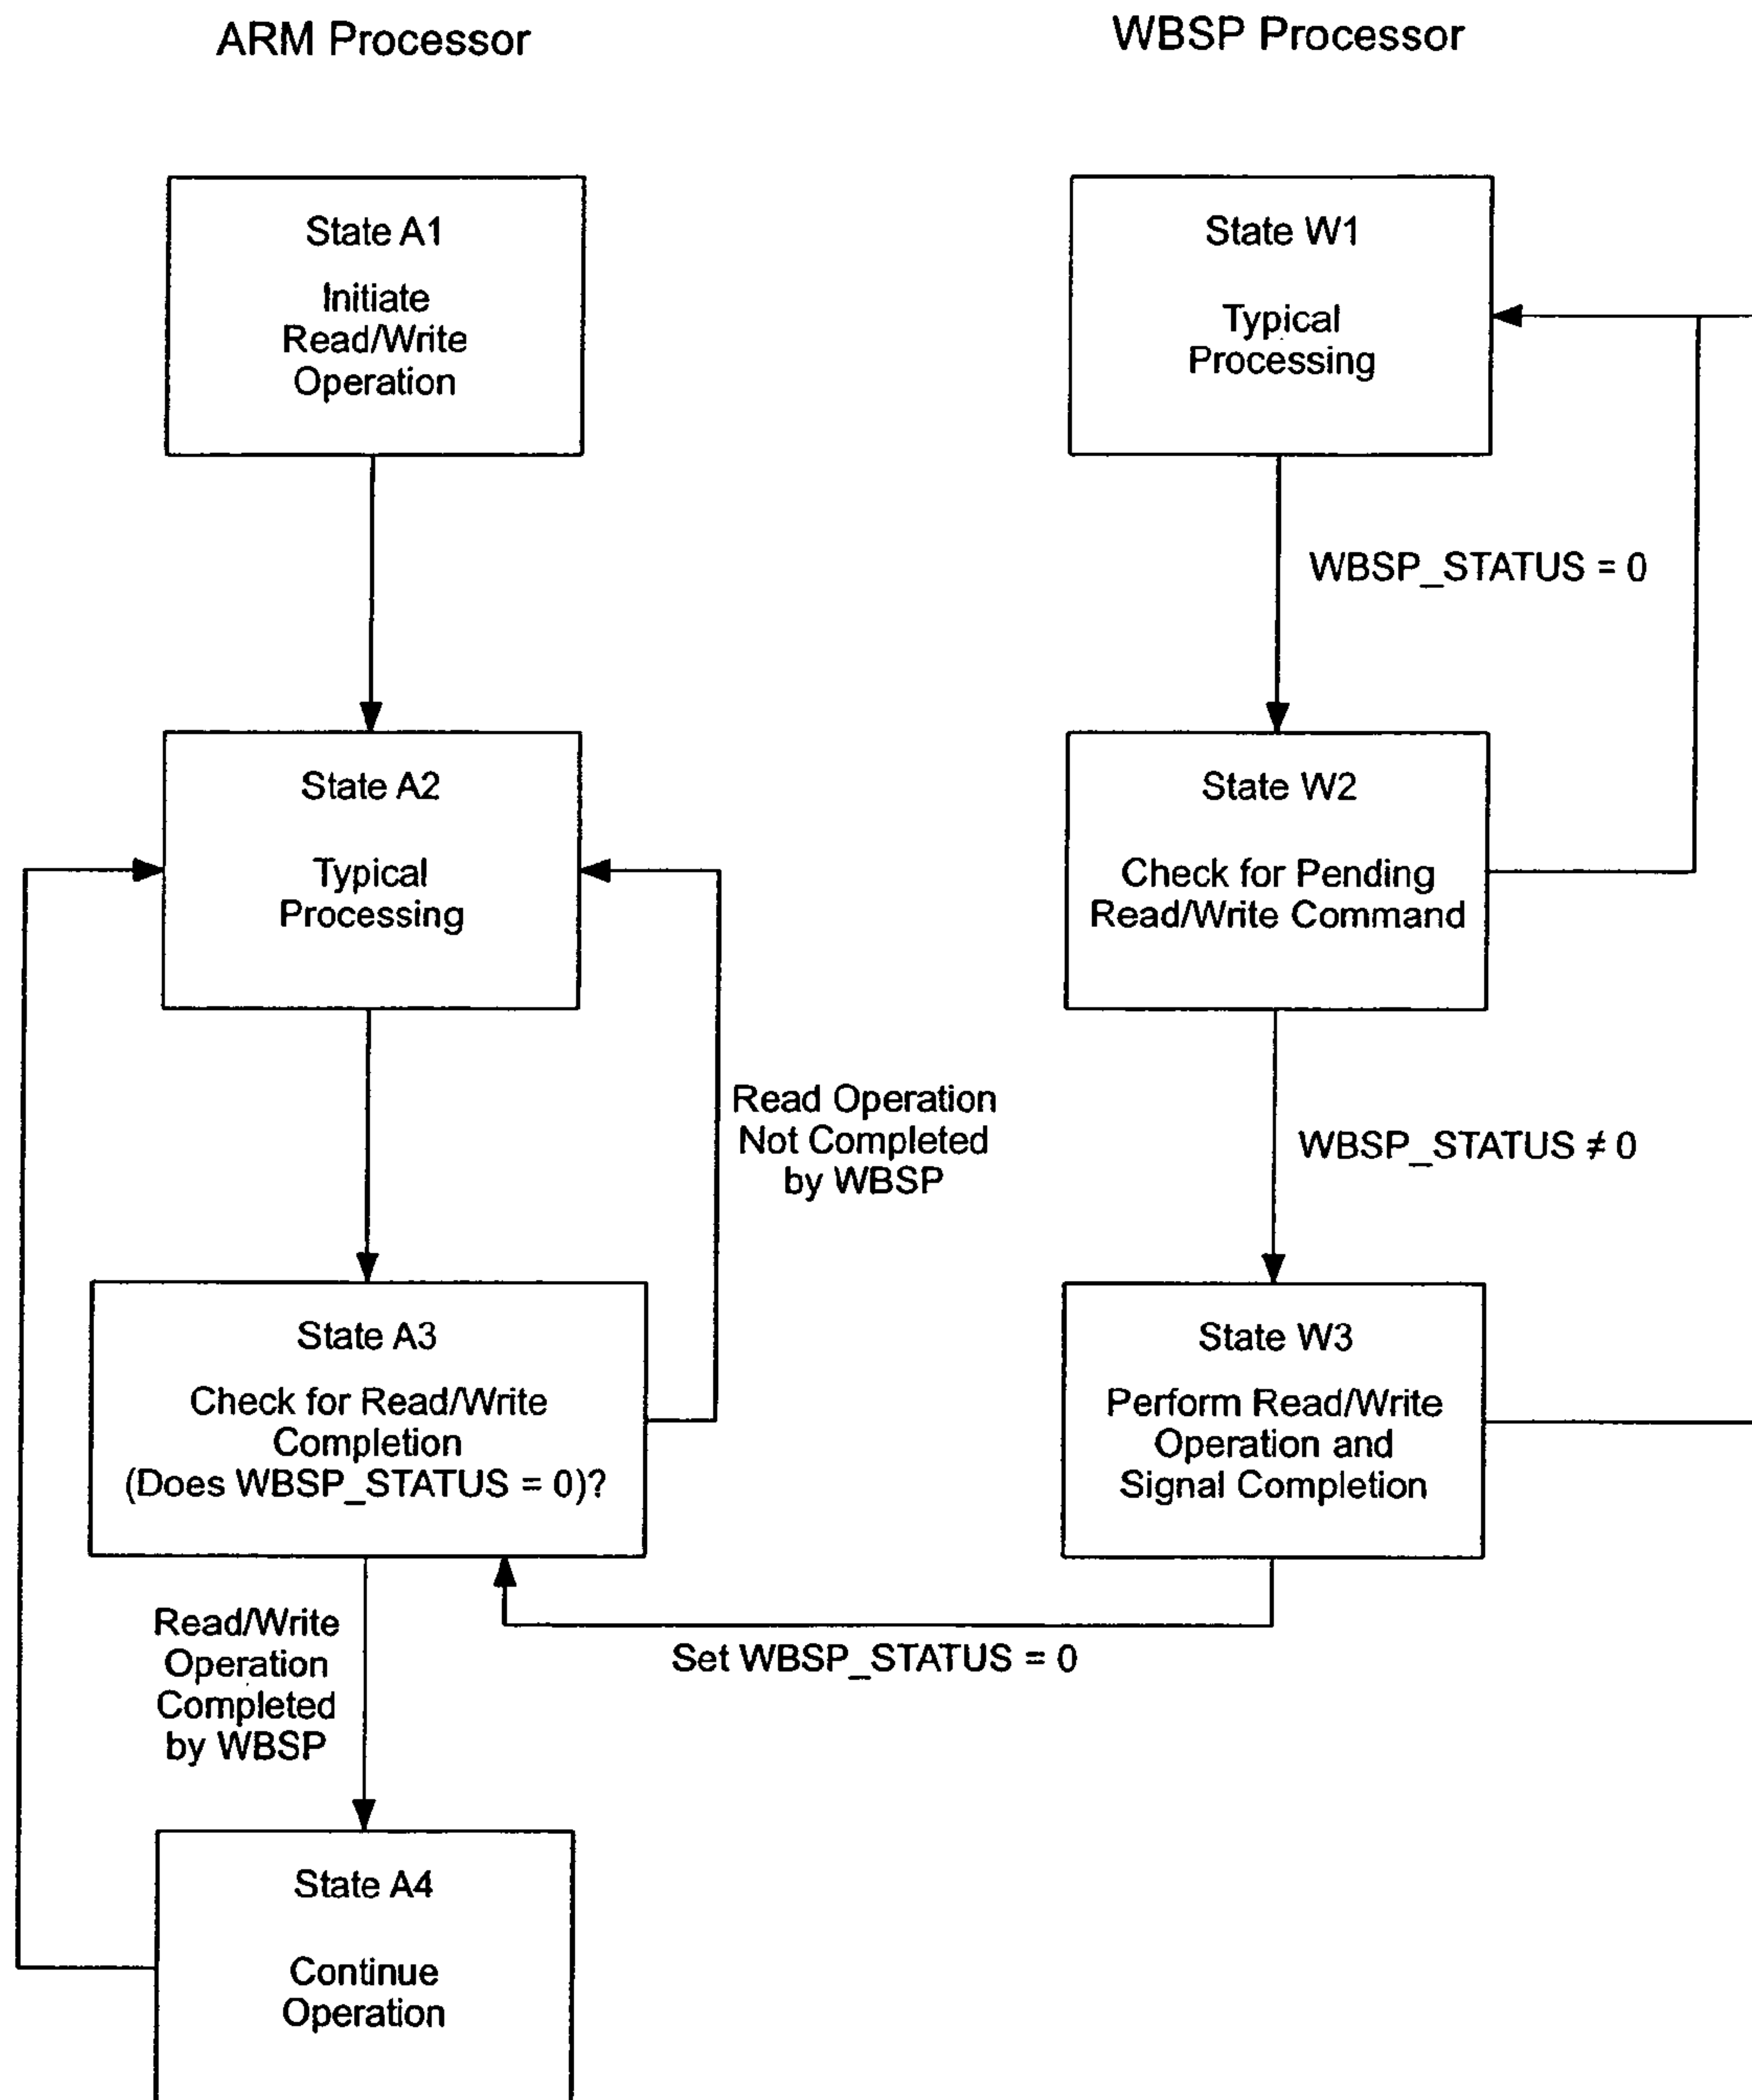 ARM Processor
WBSP Processor
State A1
Initiate
Read/Write
Operation
State W1
Typical
Processing
WBSP_STATUS = 0
State A2
Typical
Processing
State W2
Check for Pending
Read/Write Command
Read Operation
Not Completed
by WBSP
WBSP_STATUS ≠ 0
State A3
Check for Read/Write
Completion
(Does WBSP_STATUS = 0)?
State W3
Perform Read/Write
Operation and
Signal Completion
Read/Write
Operation
Completed
by WBSP
Set WBSP_STATUS = 0
State A4
Continue
Operation